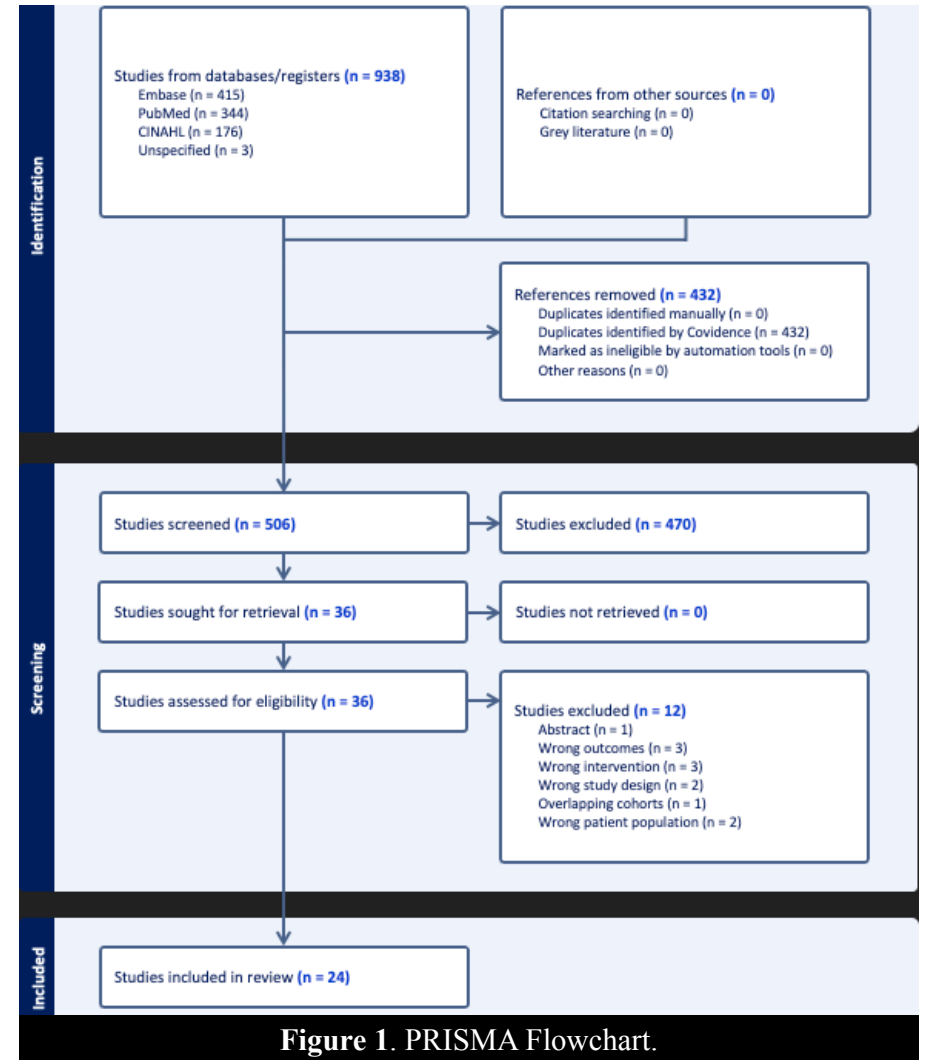 Identification
Studies from databases/registers (n = 938)
Embase (n = 415)
PubMed (n = 344)
CINAHL (n = 176)
Unspecified (n = 3)
References from other sources (n = 0)
Citation searching (n = 0)
Grey literature (n = 0)
References removed (n = 432)
Duplicates identified manually (n = 0)
Duplicates identified by Covidence (n = 432)
Marked as ineligible by automation tools (n = 0)
Other reasons (n = 0)
Screening
Studies screened (n = 506)
Studies excluded (n = 470)
Studies sought for retrieval (n = 36)
Studies not retrieved (n = 0)
Studies assessed for eligibility (n = 36)
Studies excluded (n = 12)
Abstract (n = 1)
Wrong outcomes (n = 3)
Wrong intervention (n = 3)
Wrong study design (n = 2)
Overlapping cohorts (n = 1)
Wrong patient population (n = 2)
Included
Studies included in review (n = 24)
Figure 1. PRISMA Flowchart.